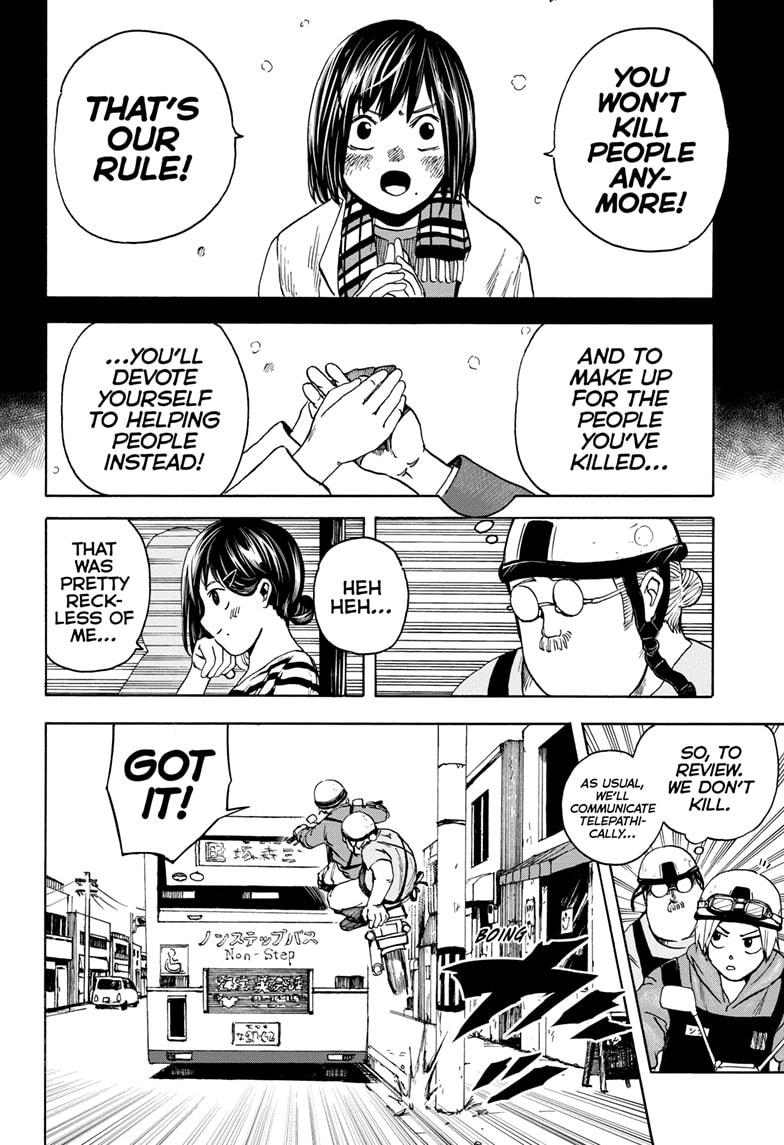 YOU
WON'T
KILL
PEOPLE
ANY-
MORE!
THAT'S
OUR
RULE!
AND TO
MAKE UP
FOR THE
PEOPLE
YOU'VE
KILLED...
...YOU'LL
DEVOTE
YOURSELF
TO HELPING
PEOPLE
INSTEAD!
HEH
HEH...
THAT
WAS
PRETTY
RECK-
LESS OF
ME...
SO, TO
REVIEW.
WE DON'T
KILL.
AS USUAL,
WE'LL
COMMUNICATE
TELEPATHI-
CALLY...
GOT
IT!
BOING
ノンステップバス
Non-Step